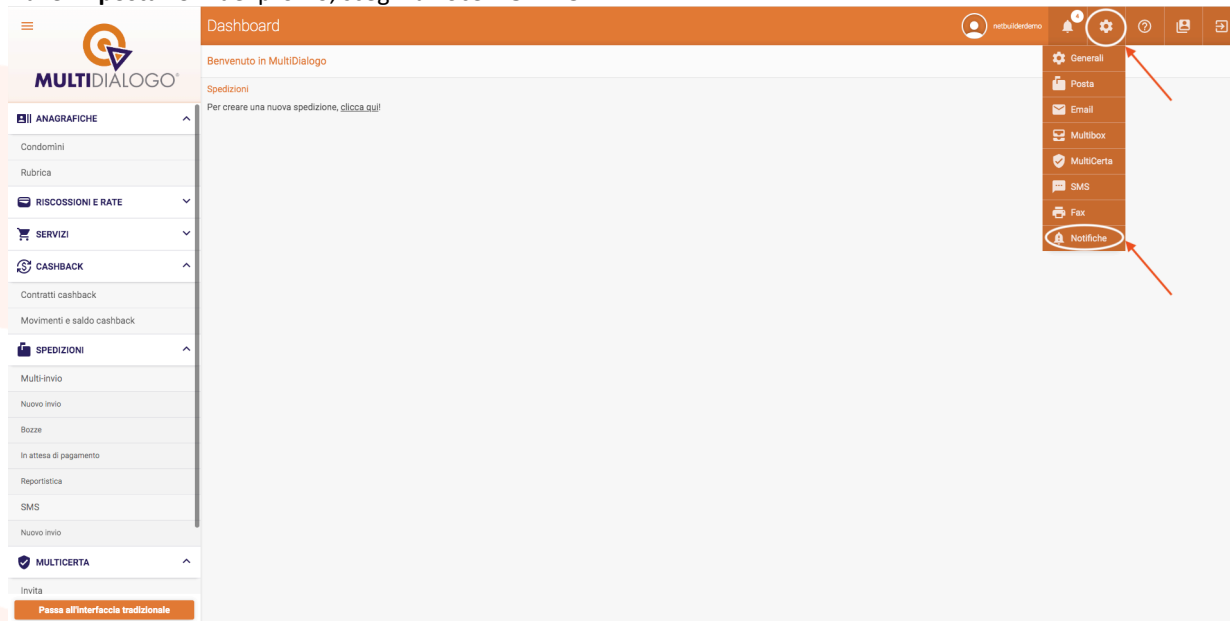 Dashboard
netbuilderdemo
4
MULTIDIALOGO®
Benvenuto in MultiDialogo
Spedizioni
Per creare una nuova spedizione, clicca qui!
Generali
Posta
Email
Multibox
MultiCerta
SMS
Fax
Notifiche
ANAGRAFICHE
Condomìni
Rubrica
RISCOSSIONI E RATE
SERVIZI
CASHBACK
Contratti cashback
Movimenti e saldo cashback
SPEDIZIONI
Multi-invio
Nuovo invio
Bozze
In attesa di pagamento
Reportistica
SMS
Nuovo invio
MULTICERTA
Invita
Passa all'interfaccia tradizionale